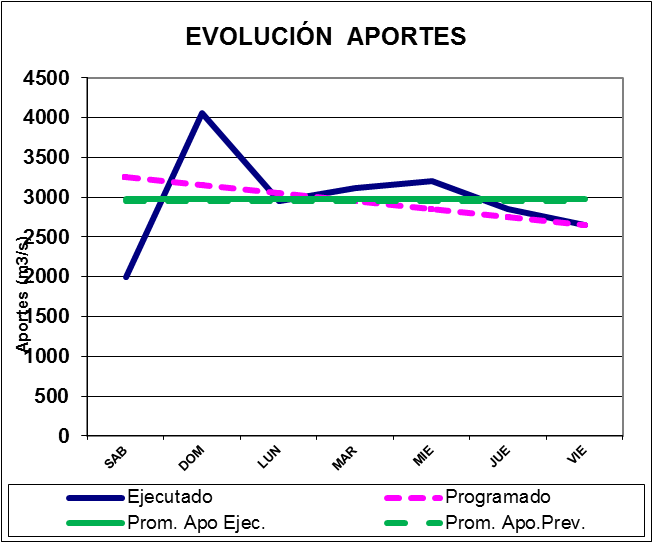 EVOLUCIÓN APORTES
Aportes (m3/s)
4500
4000
3500
3000
2500
2000
1500
1000
500
0
SAB DOM LUN MAR MIE JUE VIE
Ejecutado Programado
Prom. Apo Ejec. Prom. Apo.Prev.